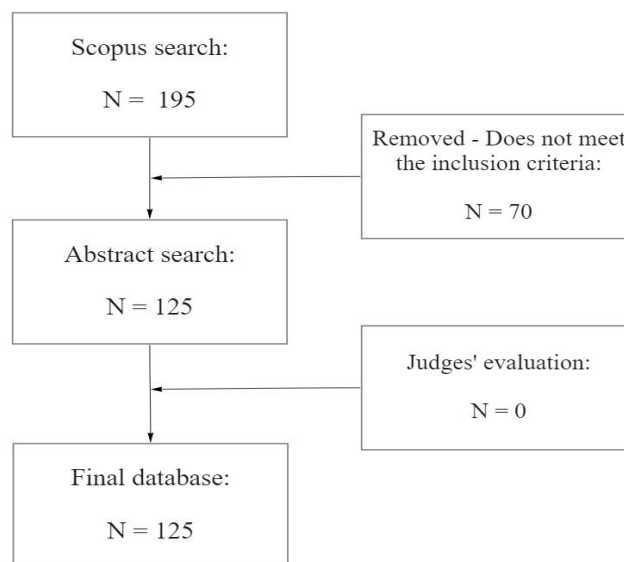 Scopus search:
N = 195
Removed - Does not meet
the inclusion criteria:
N = 70
Abstract search:
N = 125
Judges' evaluation:
N = 0
Final database:
N = 125